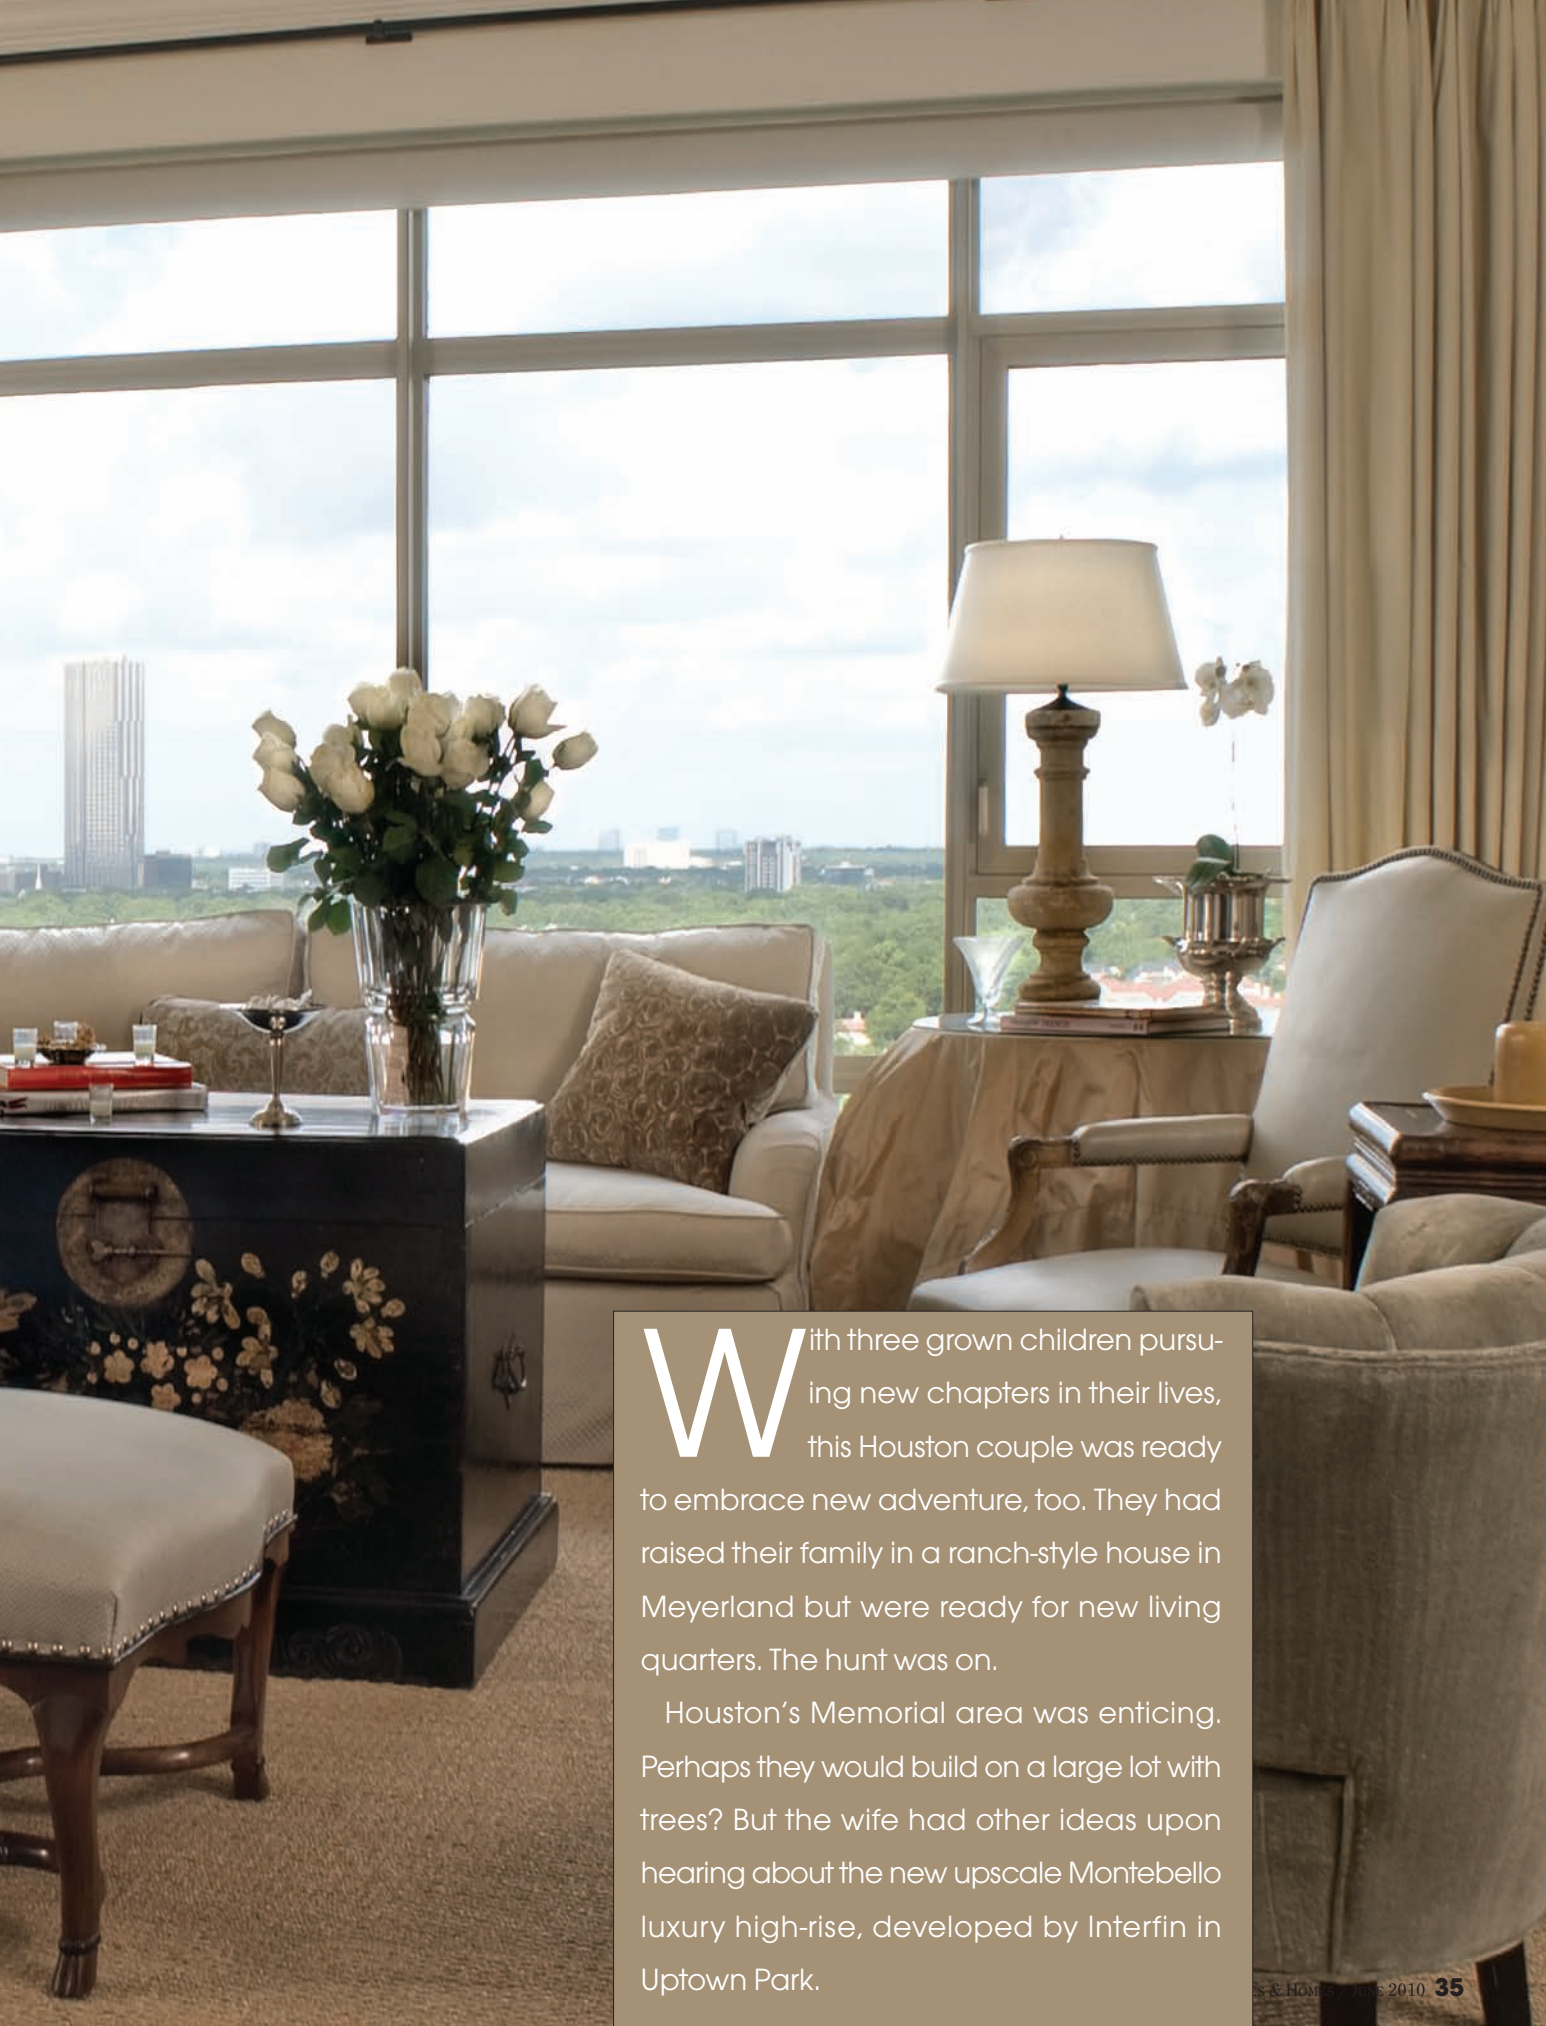 With three grown children pursu-
ing new chapters in their lives,
this Houston couple was ready
to embrace new adventure, too. They had
raised their family in a ranch-style house in
Meyerland but were ready for new living
quarters. The hunt was on.
Houston’s Memorial area was enticing.
Perhaps they would build on a large lot with
trees? But the wife had other ideas upon
hearing about the new upscale Montebello
luxury high-rise, developed by Interfin in
Uptown Park.
& Homes / June 2010 35